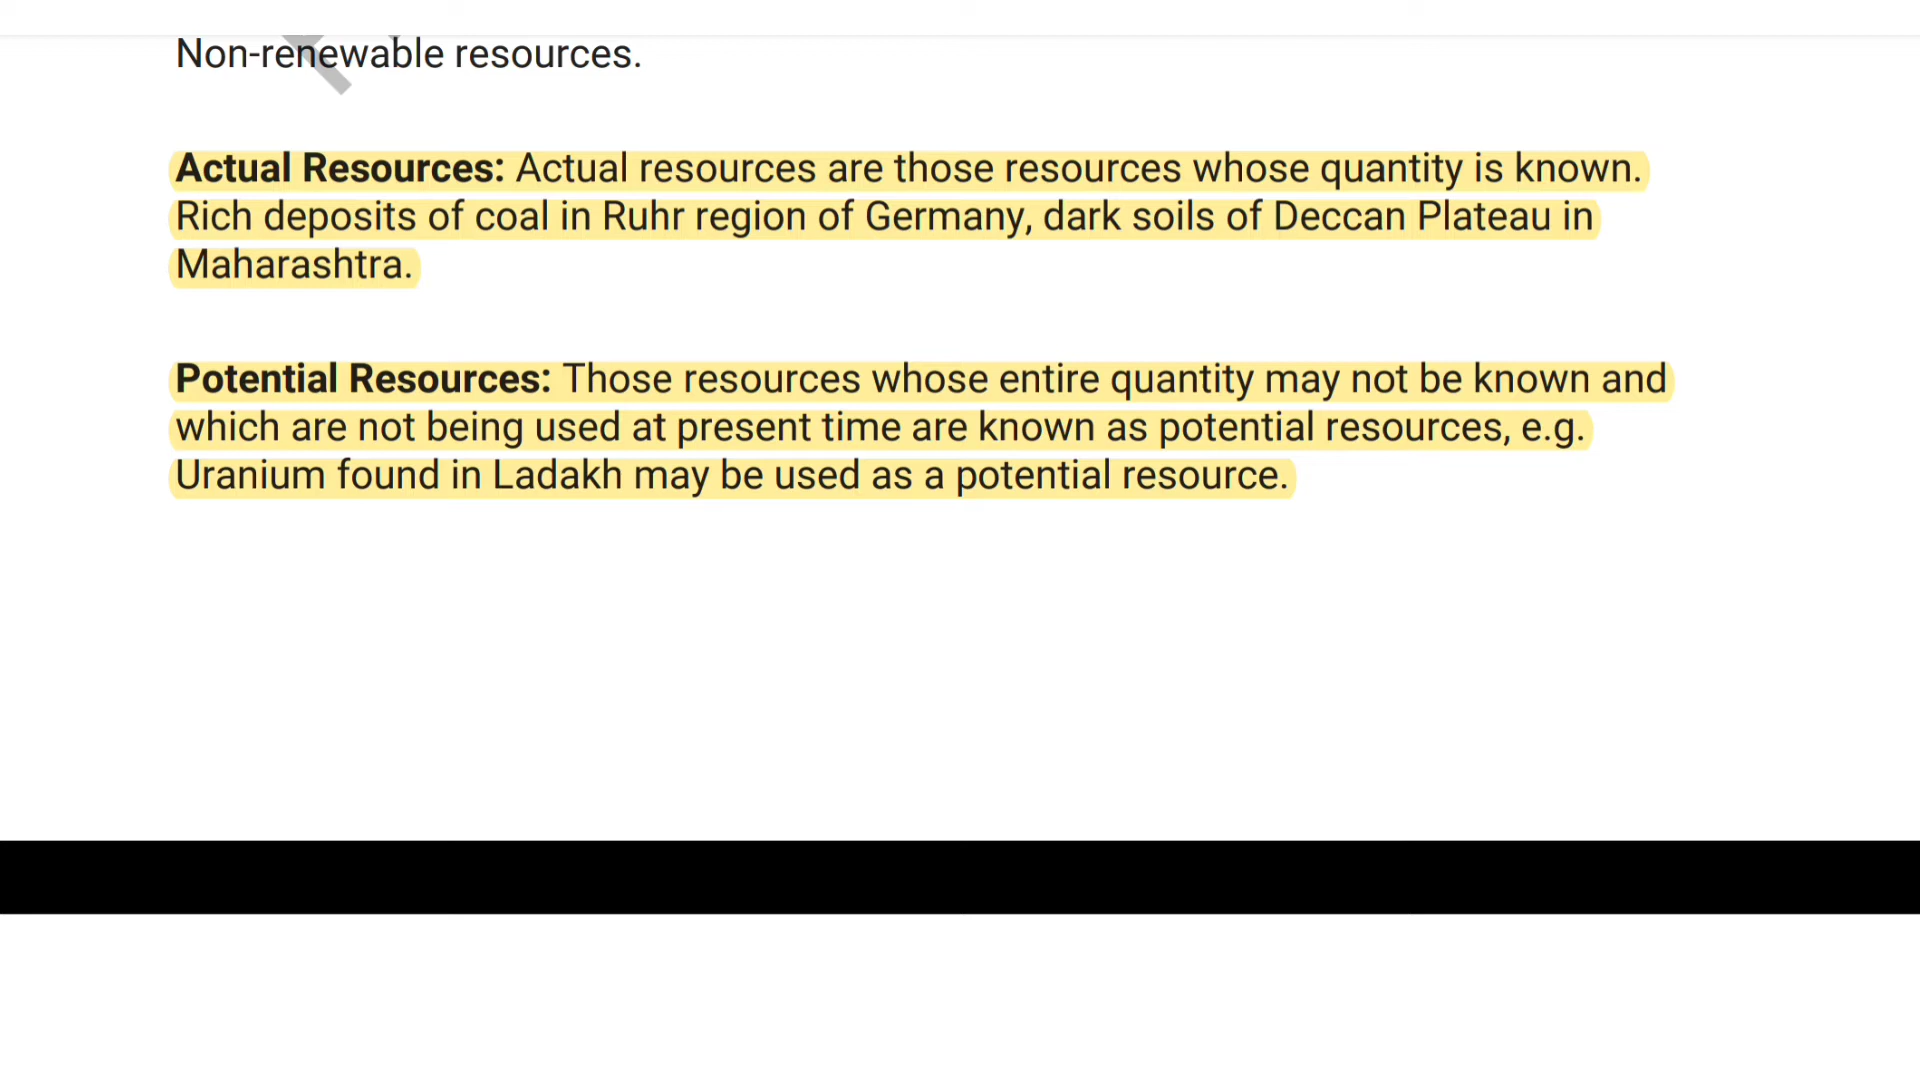 Non-renewable resources.
Actual Resources: Actual resources are those resources whose quantity is known.
Rich deposits of coal in Ruhr region of Germany, dark soils of Deccan Plateau in
Maharashtra.
Potential Resources: Those resources whose entire quantity may not be known and
which are not being used at present time are known as potential resources, e.g.
Uranium found in Ladakh may be used as a potential resource.